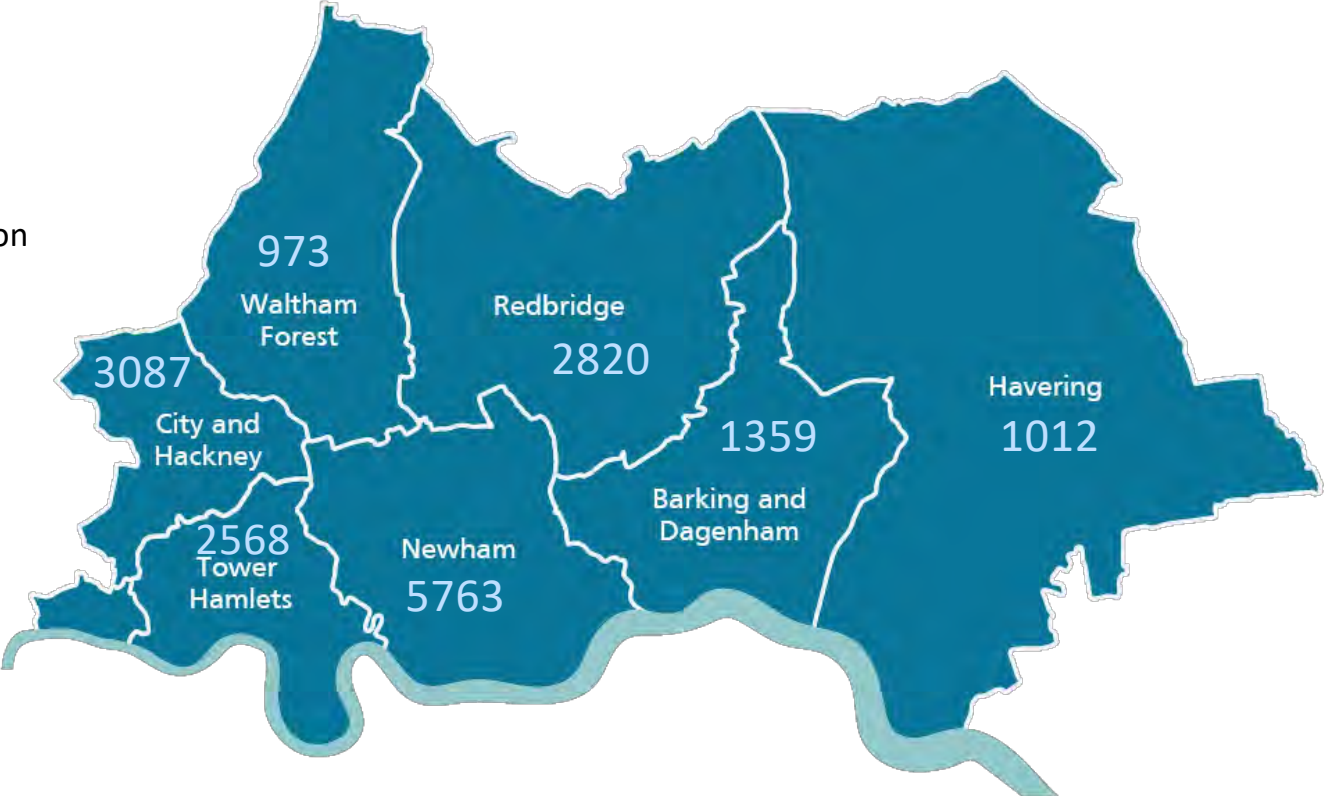 on
973
Waltham
Forest
Redbridge
2820
3087
City and
Hackney
Havering
1012
1359
Barking and
Dagenham
2568
Tower
Hamlets
Newham
5763